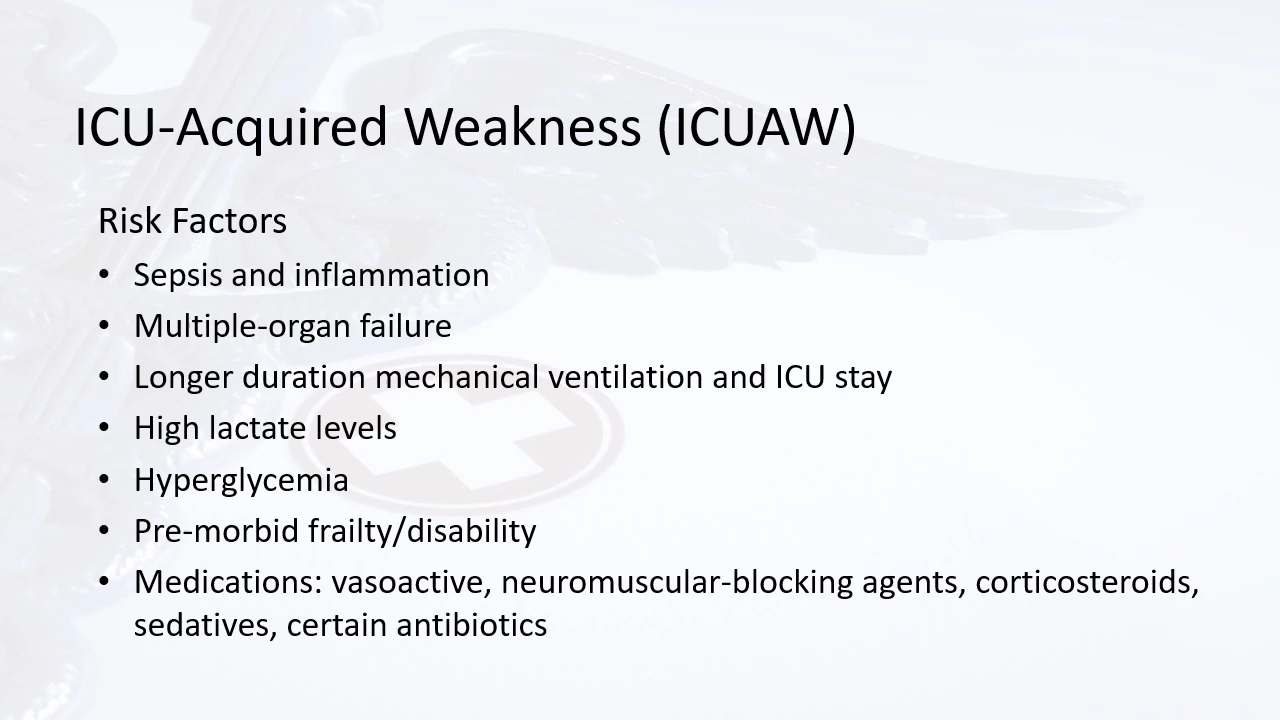 ICU-Acquired Weakness (ICUAW)
Risk Factors
• Sepsis and inflammation
• Multiple-organ failure
• Longer duration mechanical ventilation and ICU stay
• High lactate levels
• Hyperglycemia
• Pre-morbid frailty/disability
• Medications: vasoactive, neuromuscular-blocking agents, corticosteroids,
sedatives, certain antibiotics